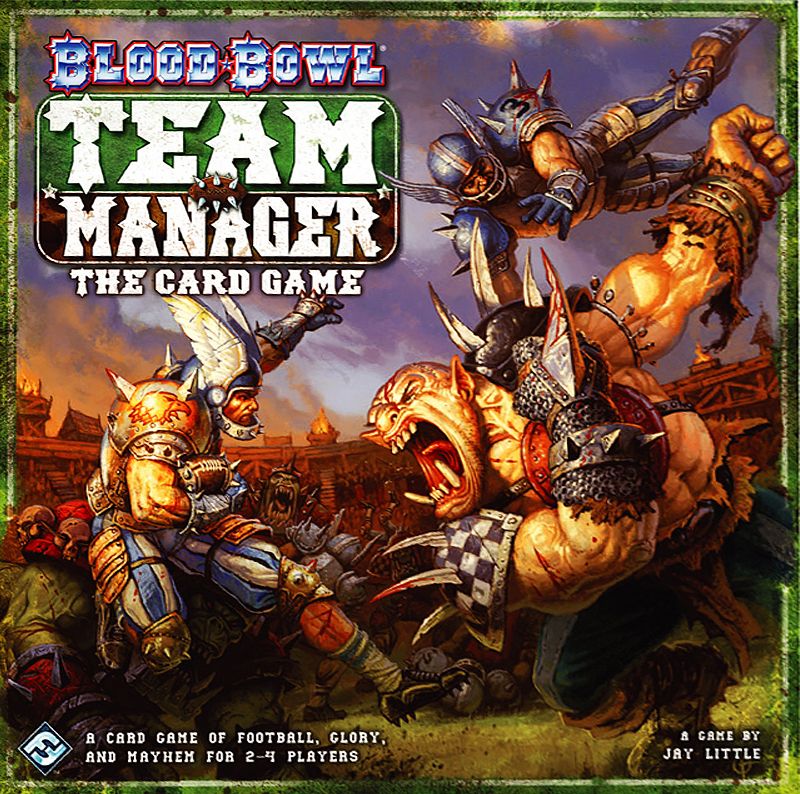 BLOOD BOWL
TEAM
MANAGER
THE CARD GAME
3
A CARD GAME OF FOOTBALL, GLORY,
AND MAYHEM FOR 2-4 PLAYERS
A GAME BY
JAY LITTLE